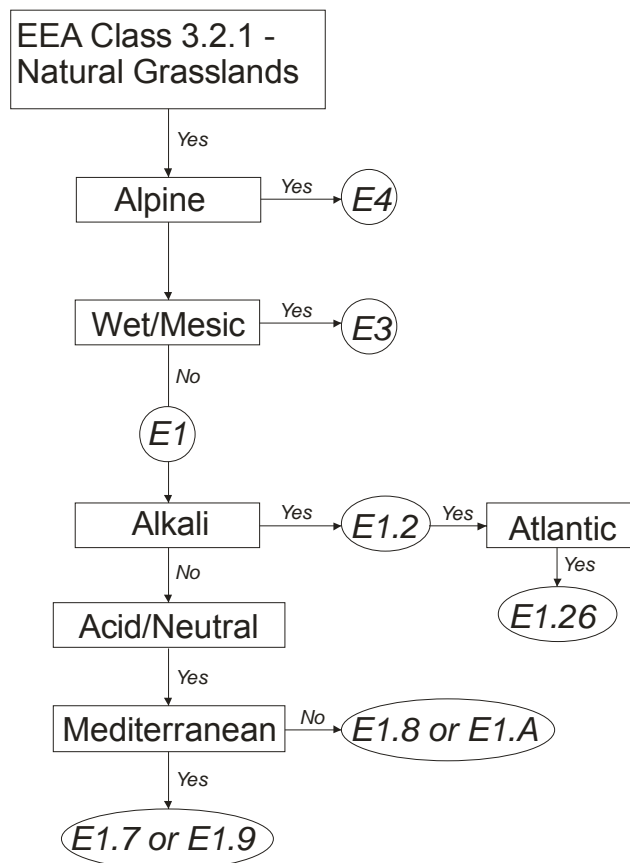 EEA Class 3.2.1 -
Natural Grasslands
Yes
Alpine
Yes
E4
Wet/Mesic
Yes
E3
No
E1
Alkali
Yes
E1.2
Yes
Atlantic
No
Yes
E1.26
Acid/Neutral
Yes
Mediterranean
No
E1.8 or E1.A
Yes
E1.7 or E1.9